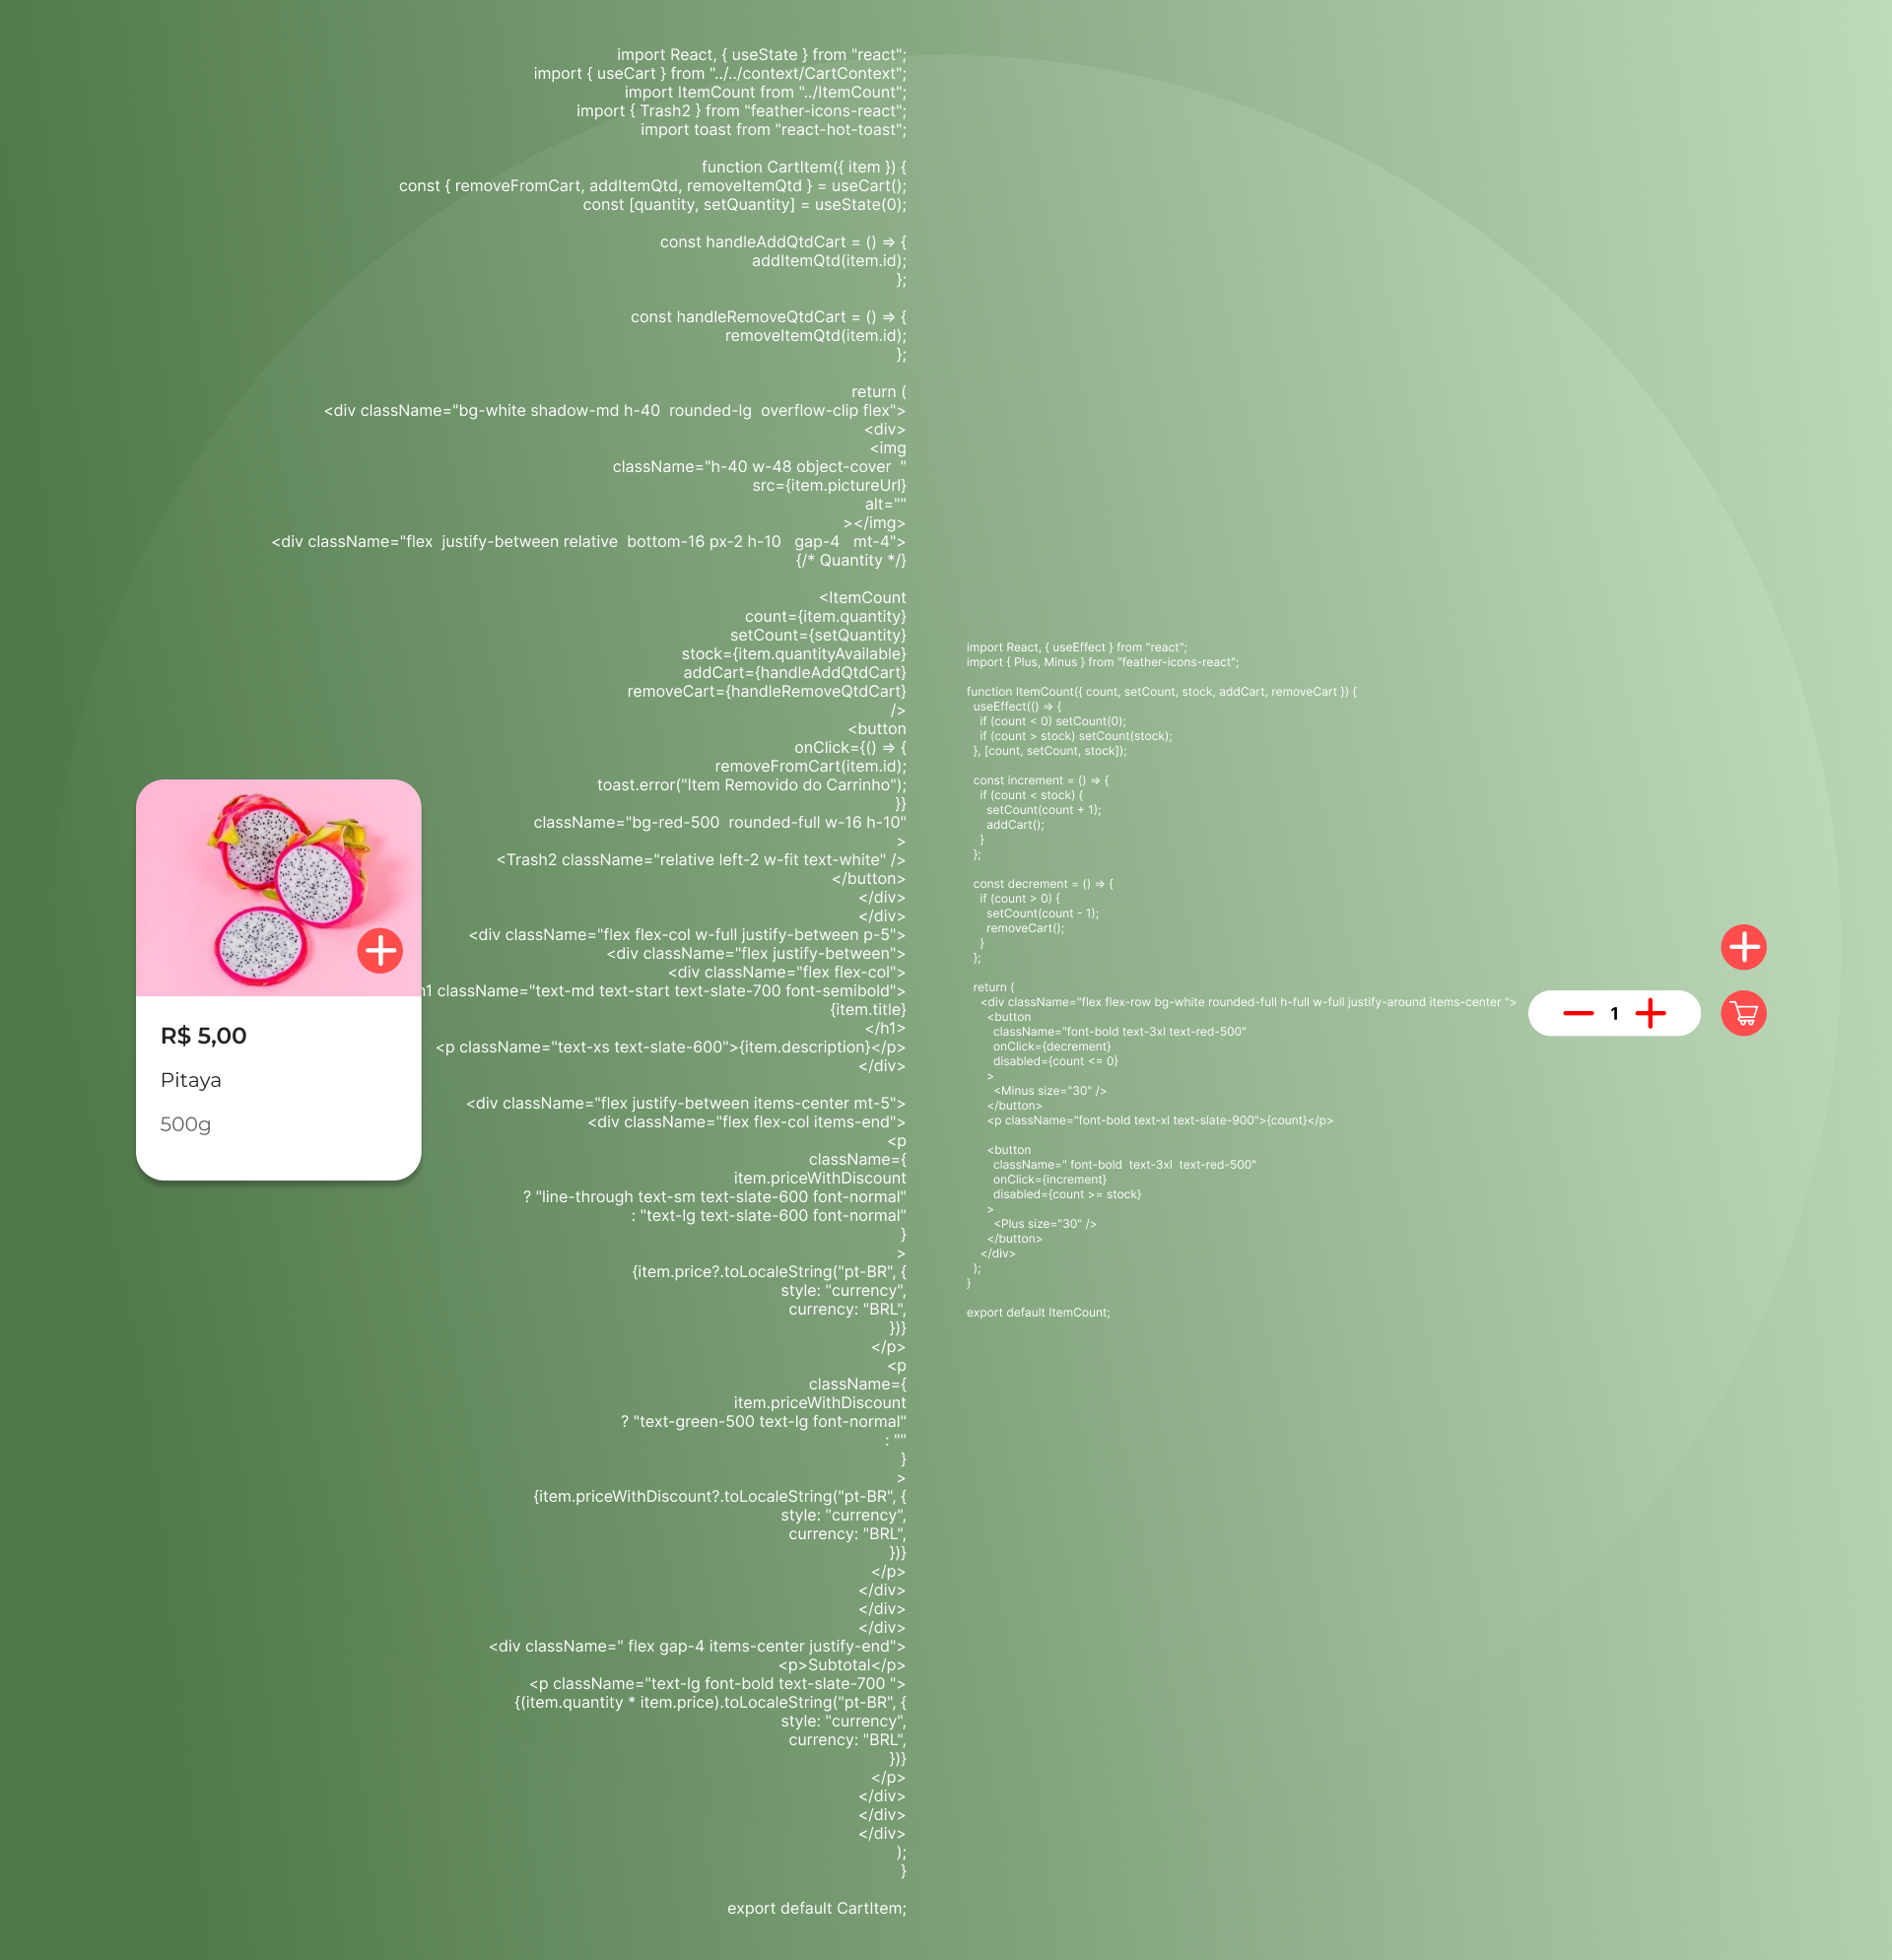 import React, { useState } from "react";
import { useCart } from "../../context/CartContext";
import ItemCount from "../ItemCount";
import { Trash2 } from "feather-icons-react";
import toast from "react-hot-toast";

function CartItem({ item }) {
const { removeFromCart, addItemQtd, removeItemQtd } = useCart();
const [quantity, setQuantity] = useState(0);

const handleAddQtdCart = () => {
addItemQtd(item.id);
};

const handleRemoveQtdCart = () => {
removeItemQtd(item.id);
};

return (
<div className="bg-white shadow-md h-40  rounded-lg  overflow-clip flex">
<div>
<img
className="h-40 w-48 object-cover  "
src={item.pictureUrl}
alt=""
></img>
<div className="flex  justify-between relative  bottom-16 px-2 h-10   gap-4   mt-4">
{/* Quantity */}

<ItemCount
count={item.quantity}
setCount={setQuantity}
stock={item.quantityAvailable}
addCart={handleAddQtdCart}
removeCart={handleRemoveQtdCart}
/>
<button
onClick={() => {
removeFromCart(item.id);
toast.error("Item Removido do Carrinho");
}}
className="bg-red-500  rounded-full w-16 h-10"
>
<Trash2 className="relative left-2 w-fit text-white" />
</button>
</div>
</div>
<div className="flex flex-col w-full justify-between p-5">
<div className="flex justify-between">
<div className="flex flex-col">
className="text-md text-start text-slate-700 font-semibold">
{item.title}
</h1>
<p className="text-xs text-slate-600">{item.description}</p>
</div>

<div className="flex justify-between items-center mt-5">
<div className="flex flex-col items-end">
<p
className={
item.priceWithDiscount
? "line-through text-sm text-slate-600 font-normal"
: "text-lg text-slate-600 font-normal"
}
>
{item.price?.toLocaleString("pt-BR", {
style: "currency",
currency: "BRL",
})}
</p>
<p
className={
item.priceWithDiscount
? "text-green-500 text-lg font-normal"
: ""
}
>
{item.priceWithDiscount?.toLocaleString("pt-BR", {
style: "currency",
currency: "BRL",
})}
</p>
</div>
</div>
</div>
<div className=" flex gap-4 items-center justify-end">
<p>Subtotal</p>
<p className="text-lg font-bold text-slate-700 ">
{(item.quantity * item.price).toLocaleString("pt-BR", {
style: "currency",
currency: "BRL",
})}
</p>
</div>
</div>
</div>
);
}

export default CartItem;

R$ 5,00
Pitaya
500g

import React, { useEffect } from "react";
import { Plus, Minus } from "feather-icons-react";

function ItemCount({ count, setCount, stock, addCart, removeCart }) {
  useEffect(() => {
    if (count < 0) setCount(0);
    if (count > stock) setCount(stock);
  }, [count, setCount, stock]);

  const increment = () => {
    if (count < stock) {
      setCount(count + 1);
      addCart();
    }
  };

  const decrement = () => {
    if (count > 0) {
      setCount(count - 1);
      removeCart();
    }
  };

  return (
    <div className="flex flex-row bg-white rounded-full h-full w-full justify-around items-center ">
      <button
        className="font-bold text-3xl text-red-500"
        onClick={decrement}
        disabled={count <= 0}
      >
        <Minus size="30" />
      </button>
      <p className="font-bold text-xl text-slate-900">{count}</p>

      <button
        className=" font-bold  text-3xl  text-red-500"
        onClick={increment}
        disabled={count >= stock}
      >
        <Plus size="30" />
      </button>
    </div>
  );
}

export default ItemCount;

1